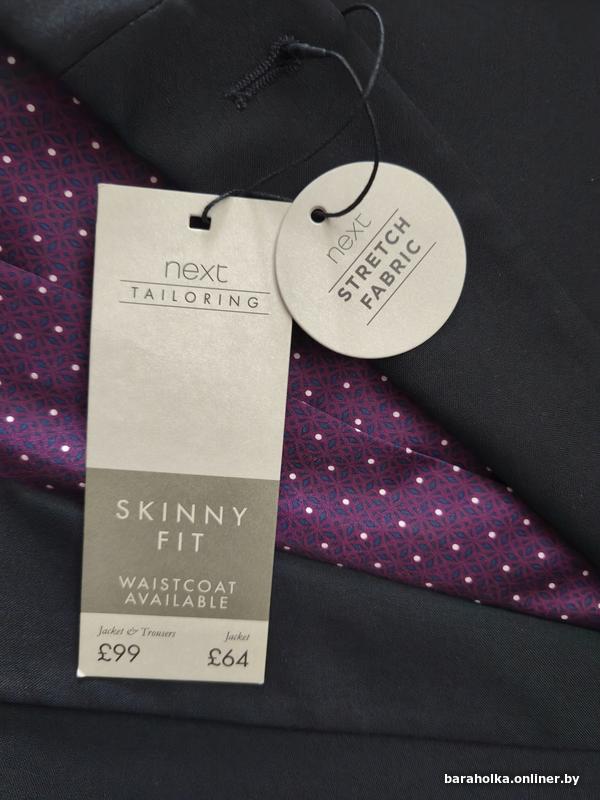 next
TAILORING
next
STRETCH
FABRIC
SKINNY
FIT
WAISTCOAT
AVAILABLE
Jacket & Trousers Jacket
£99 £64
baraholka.onliner.by